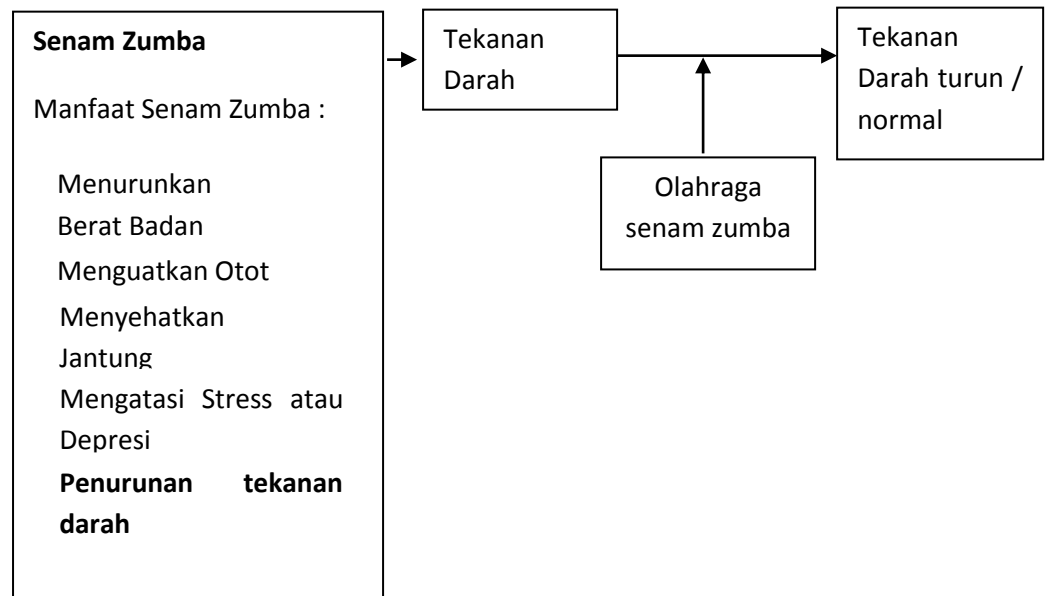 Senam Zumba
Manfaat Senam Zumba :
Menurunkan
Berat Badan
Menguatkan Otot
Menyehatkan
Jantung
Mengatasi Stress atau
Depresi
Penurunan tekanan
darah
Tekanan
Darah
Olahraga
senam zumba
Tekanan
Darah turun /
normal